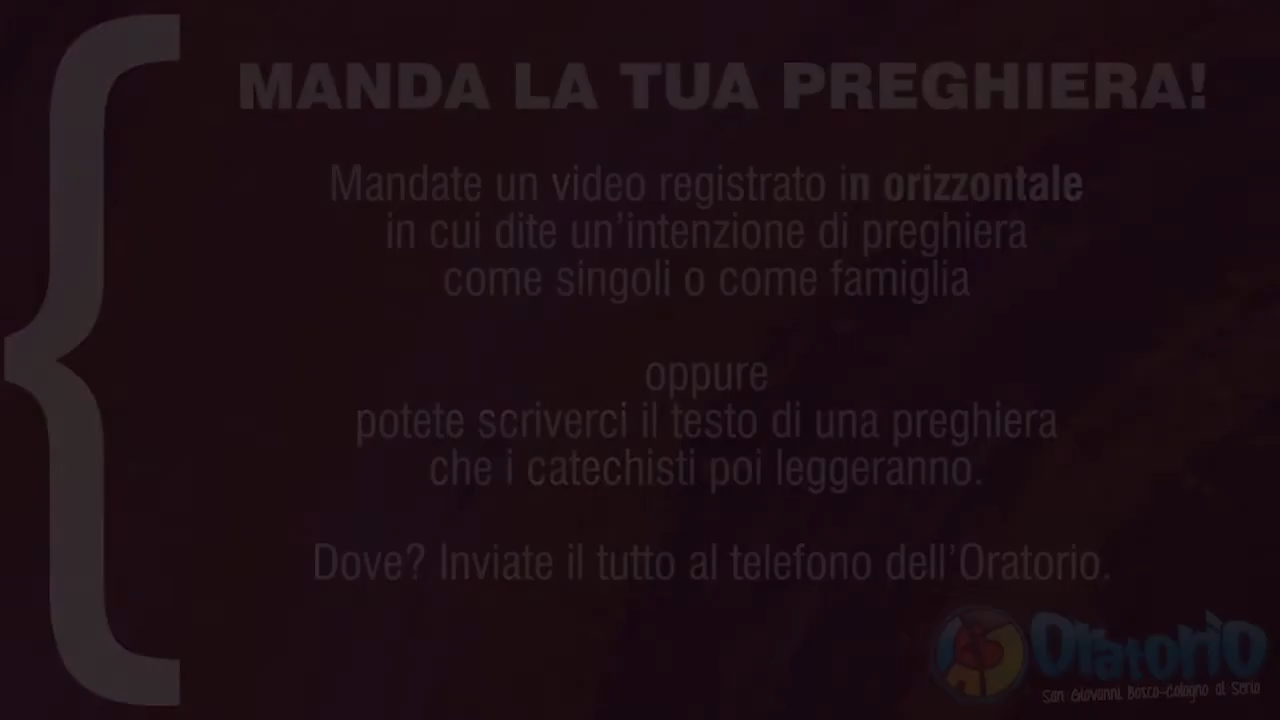 MANDA LA TUA PREGHIERA!
Mandate un video registrato in orizzontale
in cui dite un'intenzione di preghiera
come singoli o come famiglia
oppure
potete scriverci il testo di una preghiera
che i catechisti poi leggeranno.
Dove? Inviate il tutto al telefono dell'Oratorio.
Oratorio
San Giovanni Bosco-Cologno al Serio